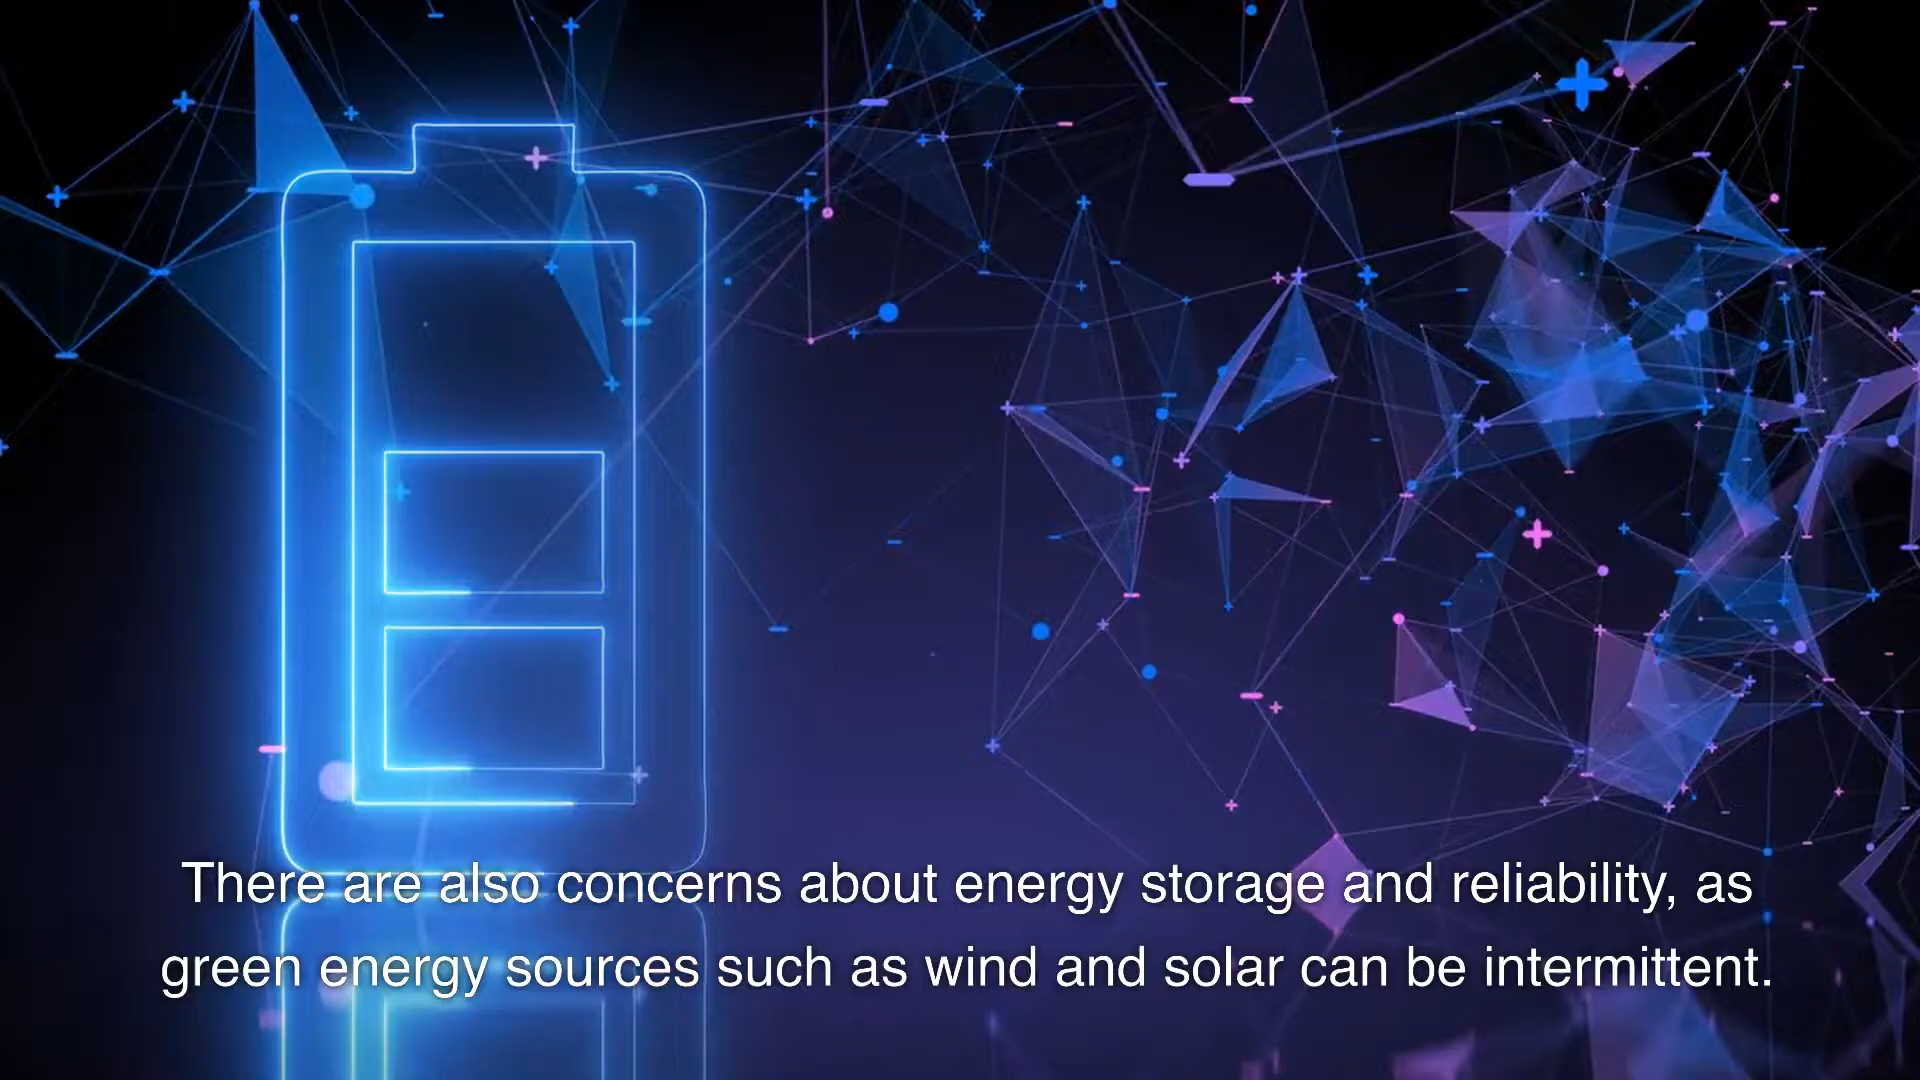 There are also concerns about energy storage and reliability, as
green energy sources such as wind and solar can be intermittent.